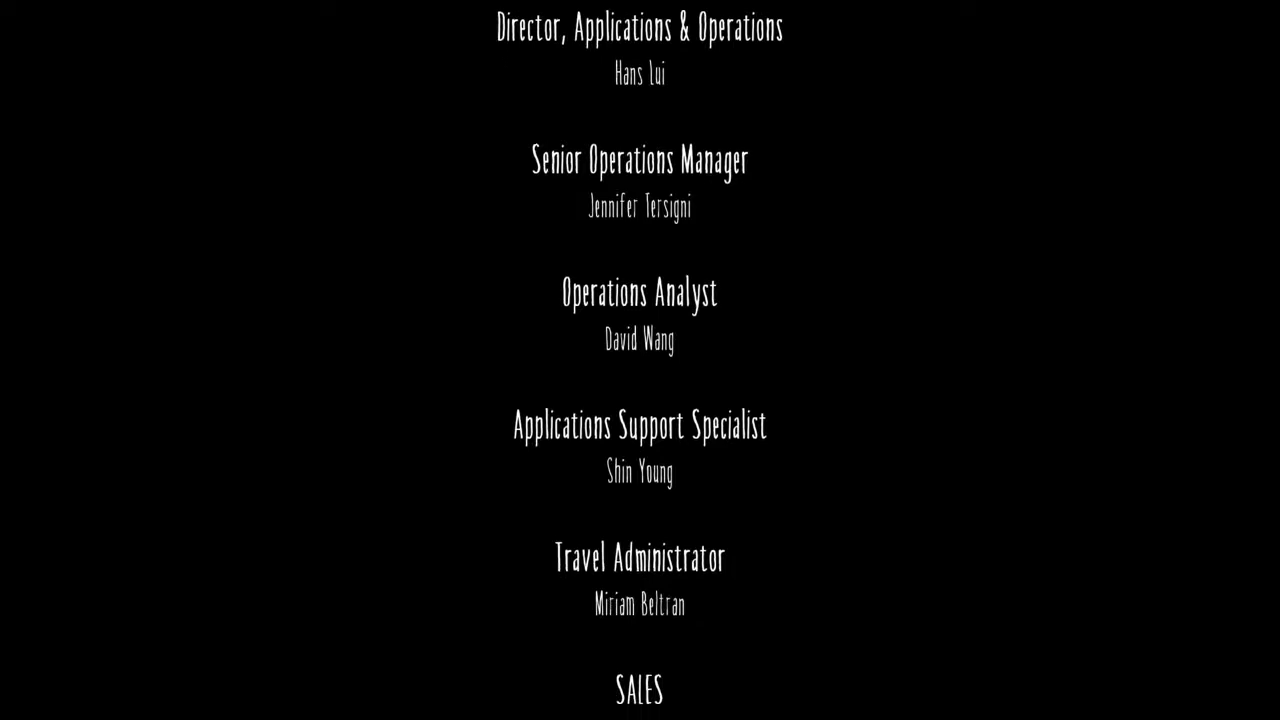 Director, Applications & Operations
Hans Lui
Senior Operations Manager
Jennifer Tersigni
Operations Analyst
David Wang
Applications Support Specialist
Shin Young
Travel Administrator
Miriam Beltran
SALES